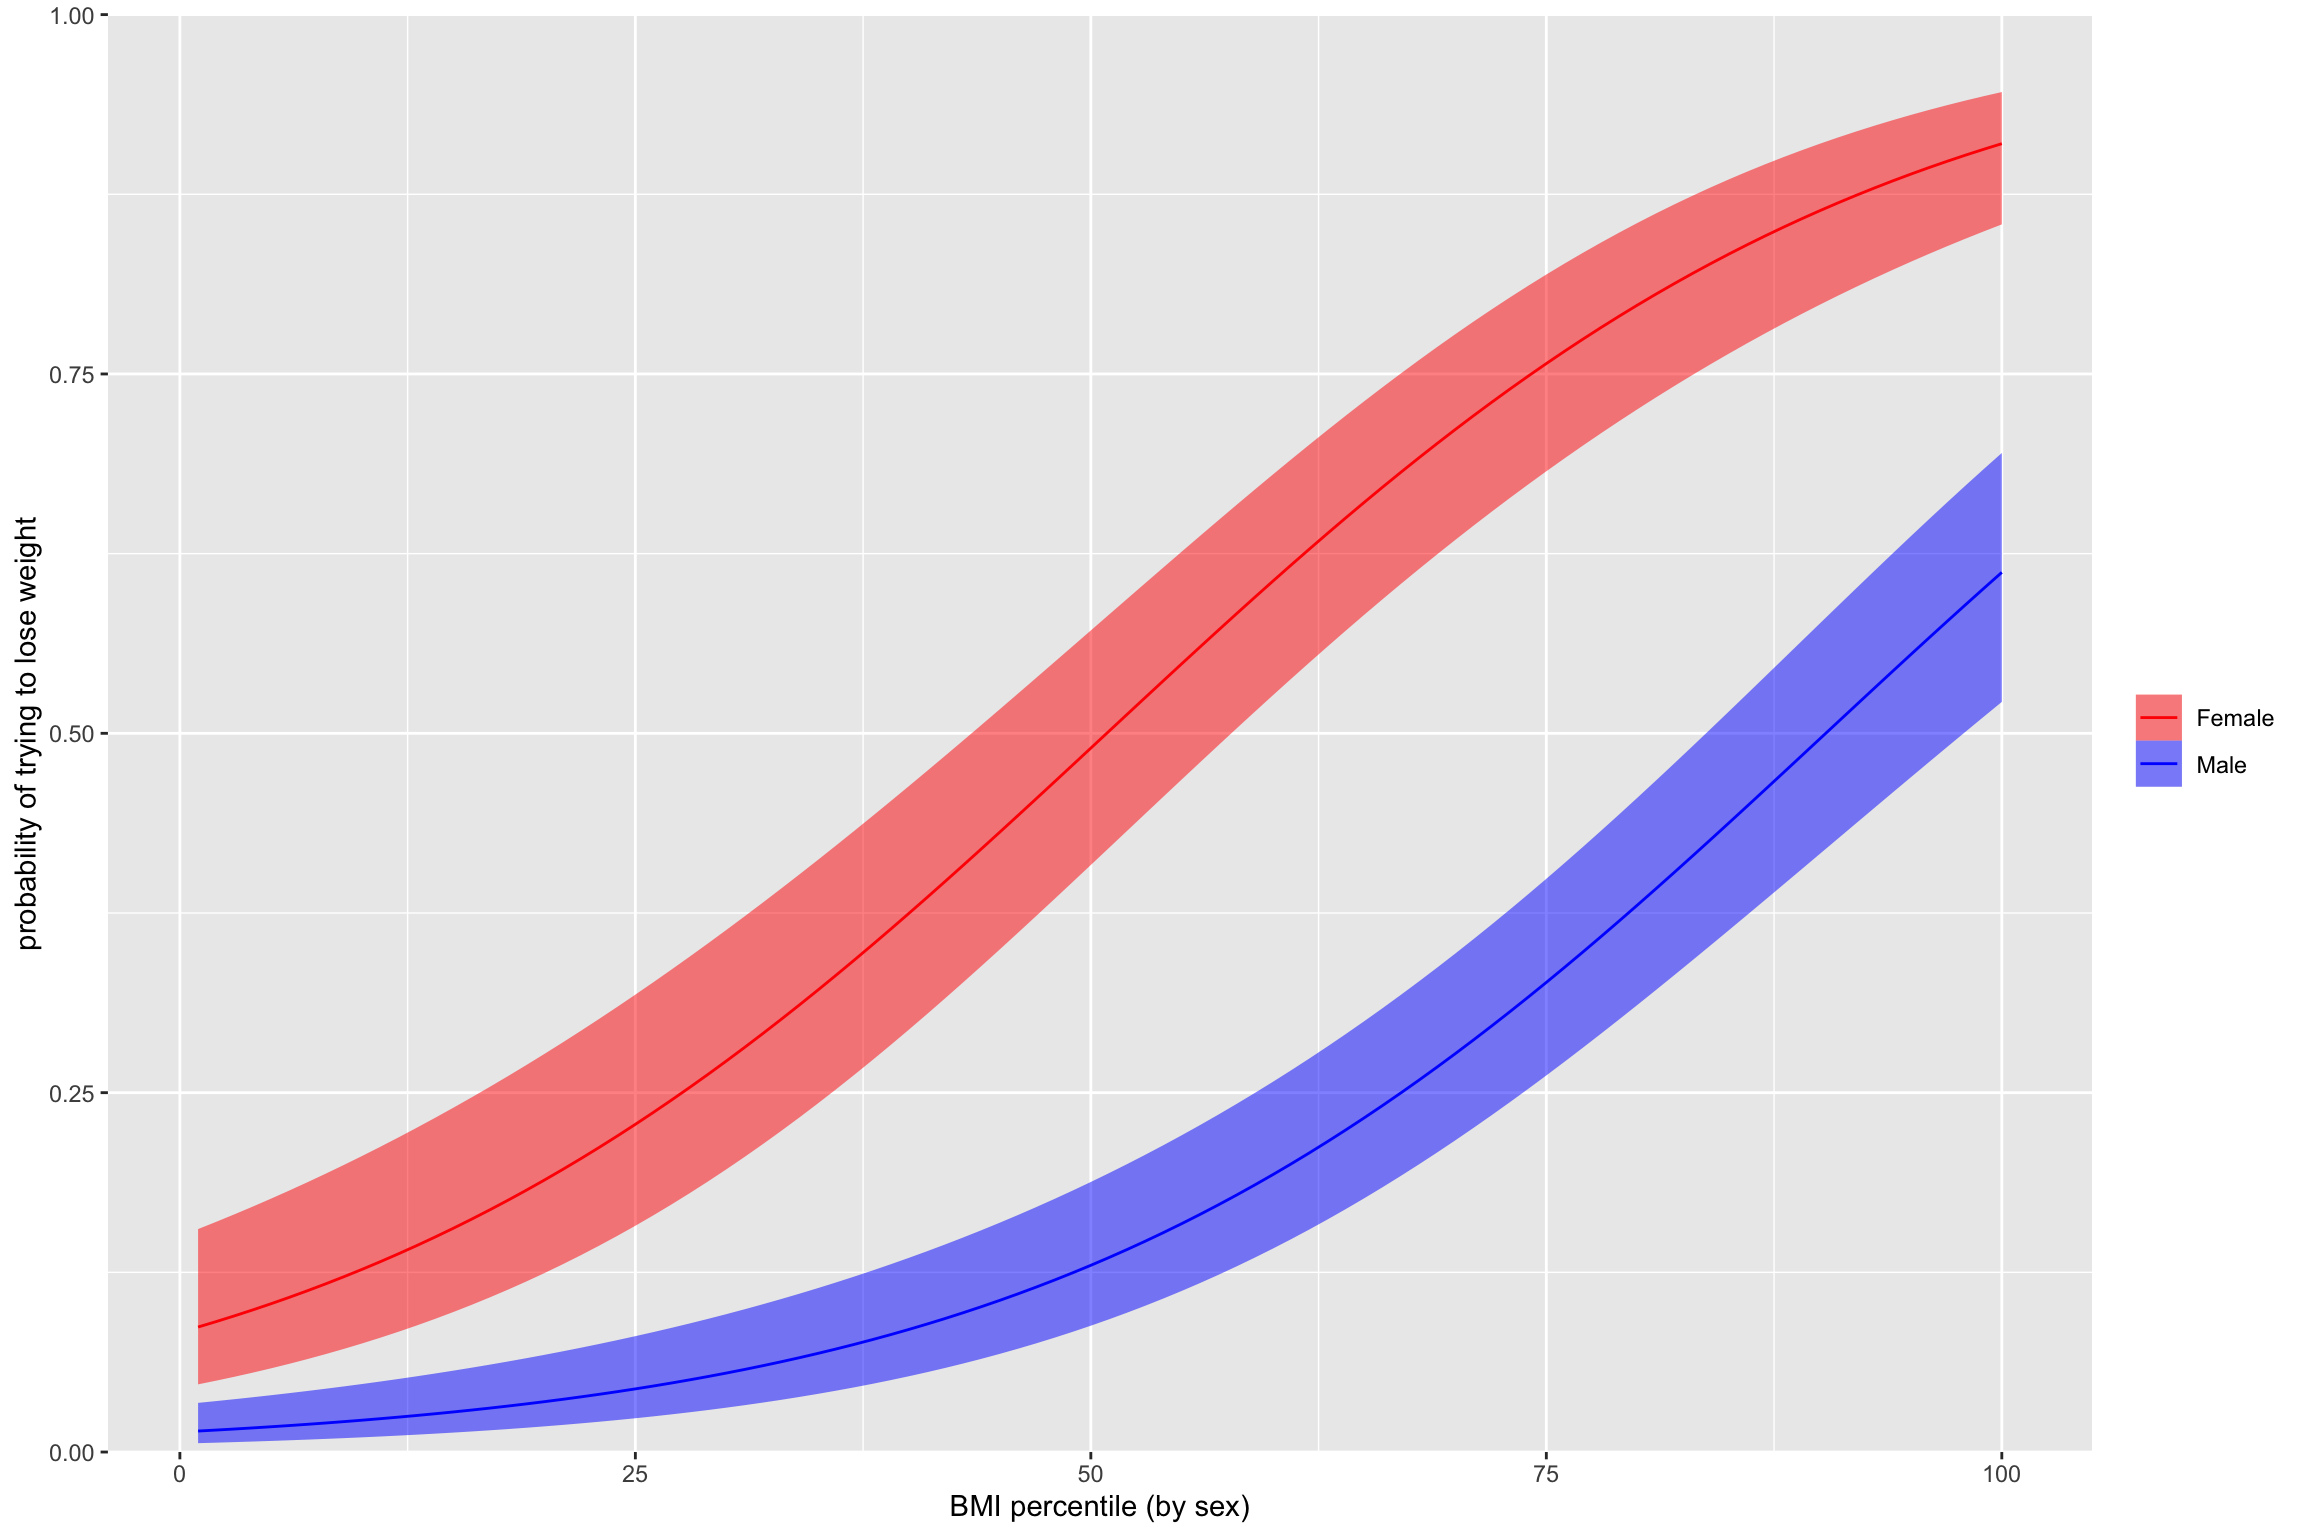 1.00
0.75
0.50
0.25
0.00
probability of trying to lose weight
0
25
50
75
100
BMI percentile (by sex)
Female
Male